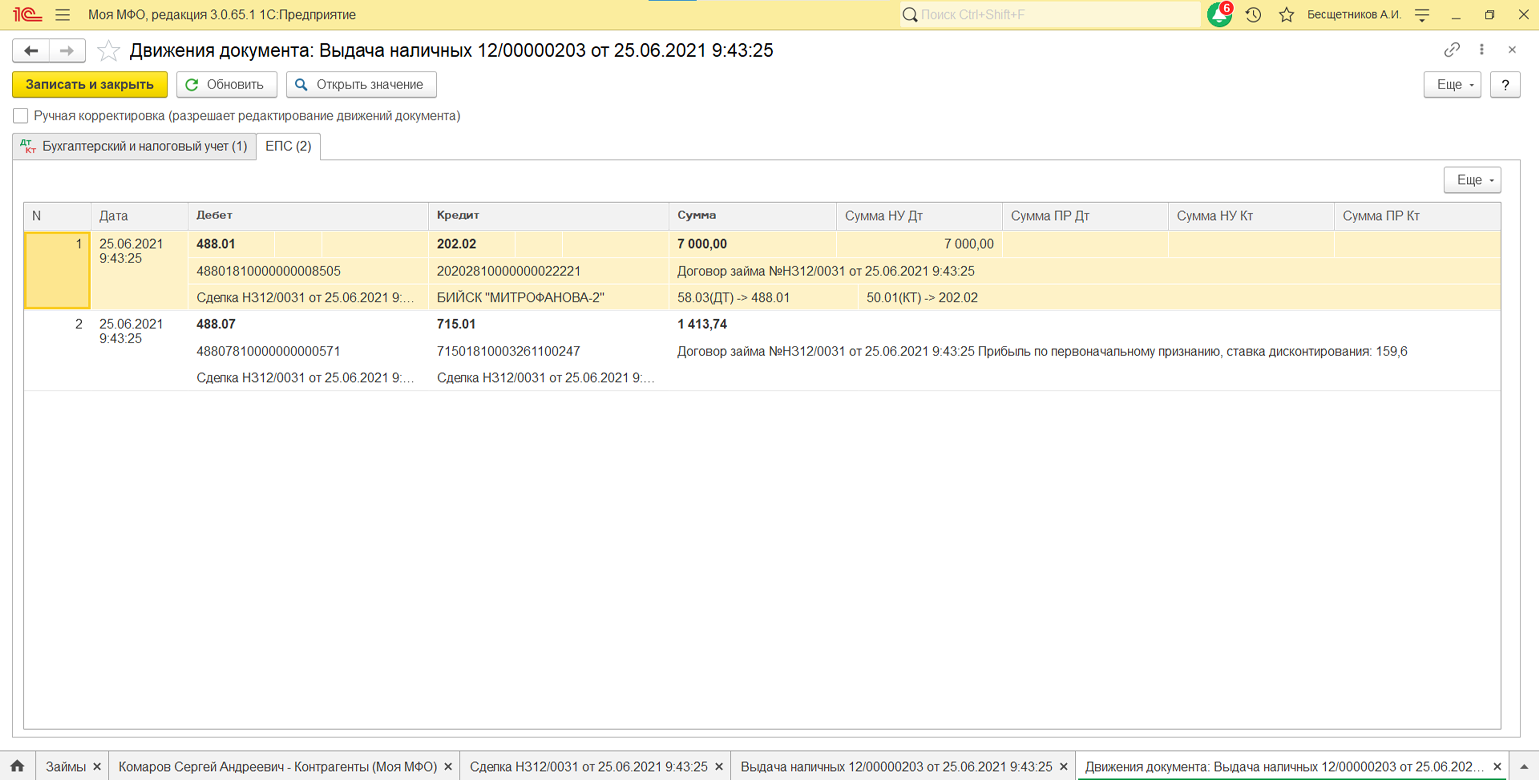 1С Моя МФО, редакция 3.0.65.1 1С:Предприятие Поиск Ctrl+Shift+F 6 Бесщетников А.И.
Движения документа: Выдача наличных 12/00000203 от 25.06.2021 9:43:25
Записать и закрыть Обновить Открыть значение Еще ?
Ручная корректировка (разрешает редактирование движений документа)
Дт Кт Бухгалтерский и налоговый учет (1) ЕПС (2)
Еще
N Дата Дебет Кредит Сумма Сумма НУ Дт Сумма ПР Дт Сумма НУ Кт Сумма ПР Кт
1 25.06.2021 488.01 202.02 7 000,00 7 000,00
9:43:25
48801810000000008505 20202810000000022221 Договор займа №НЗ12/0031 от 25.06.2021 9:43:25
Сделка НЗ12/0031 от 25.06.2021 9:... БИЙСК "МИТРОФАНОВА-2" 58.03(ДТ) -> 488.01 50.01(КТ) -> 202.02
2 25.06.2021 488.07 715.01 1 413,74
9:43:25
48807810000000000571 71501810003261100247 Договор займа №НЗ12/0031 от 25.06.2021 9:43:25 Прибыль по первоначальному признанию, ставка дисконтирования: 159,6
Сделка НЗ12/0031 от 25.06.2021 9:... Сделка НЗ12/0031 от 25.06.2021 9:...
Займы Комаров Сергей Андреевич - Контрагенты (Моя МФО) Сделка НЗ12/0031 от 25.06.2021 9:43:25 Выдача наличных 12/00000203 от 25.06.2021 9:43:25 Движения документа: Выдача наличных 12/00000203 от 25.06.202...